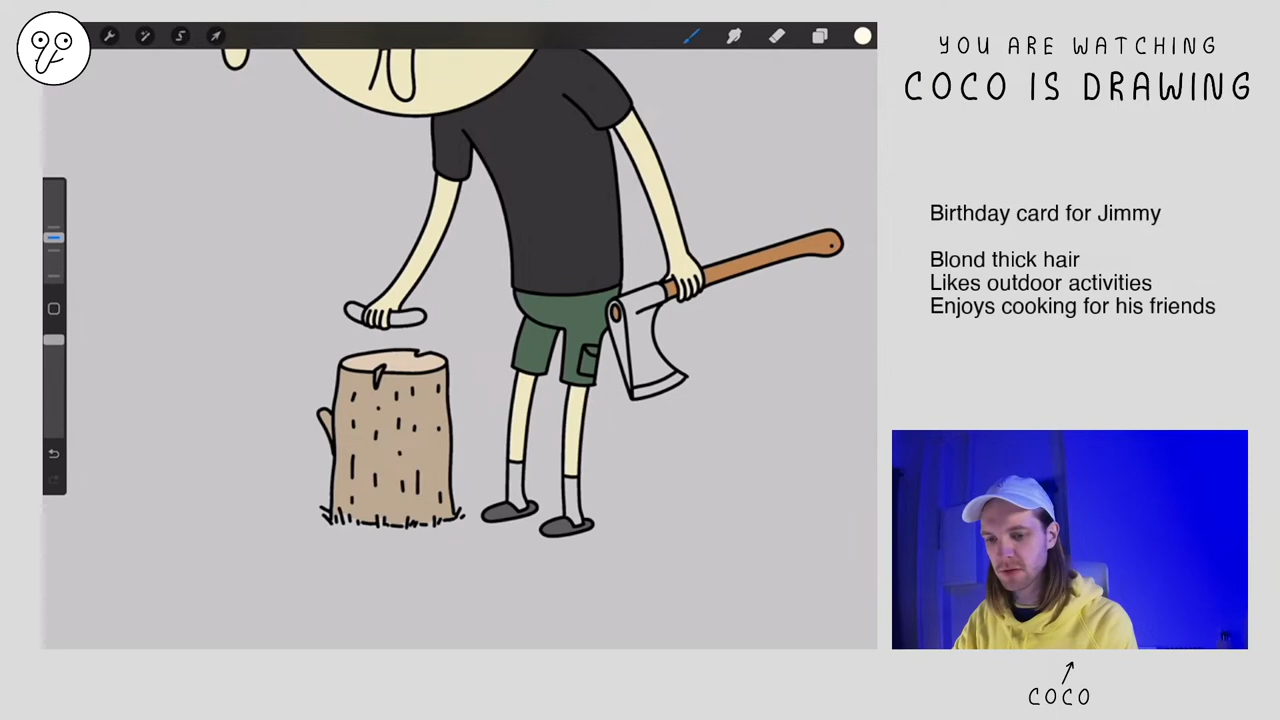 YOU ARE WATCHING
COCO IS DRAWING
Birthday card for Jimmy
Blond thick hair
Likes outdoor activities
Enjoys cooking for his friends
COCO